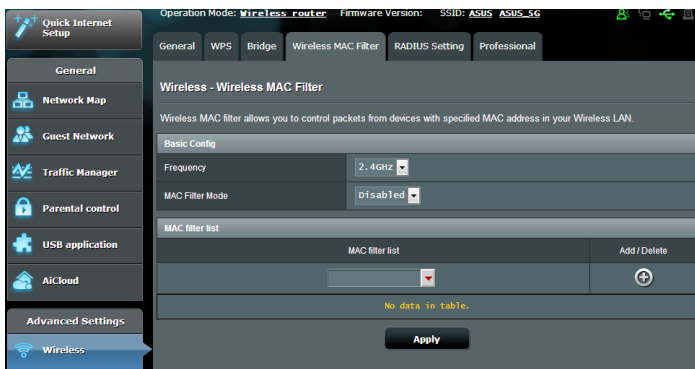 Quick Internet
Setup
Operation Mode: Wireless router Firmware Version: SSID: ASUS ASUS_5G
General WPS Bridge Wireless MAC Filter RADIUS Setting Professional
General
Network Map
Guest Network
Traffic Manager
Parental control
USB application
AiCloud
Advanced Settings
Wireless
Wireless - Wireless MAC Filter
Wireless MAC filter allows you to control packets from devices with specified MAC address in your Wireless LAN.
Basic Config
Frequency 2.4GHz
MAC Filter Mode Disabled
MAC filter list
MAC filter list Add / Delete
No data in table.
Apply